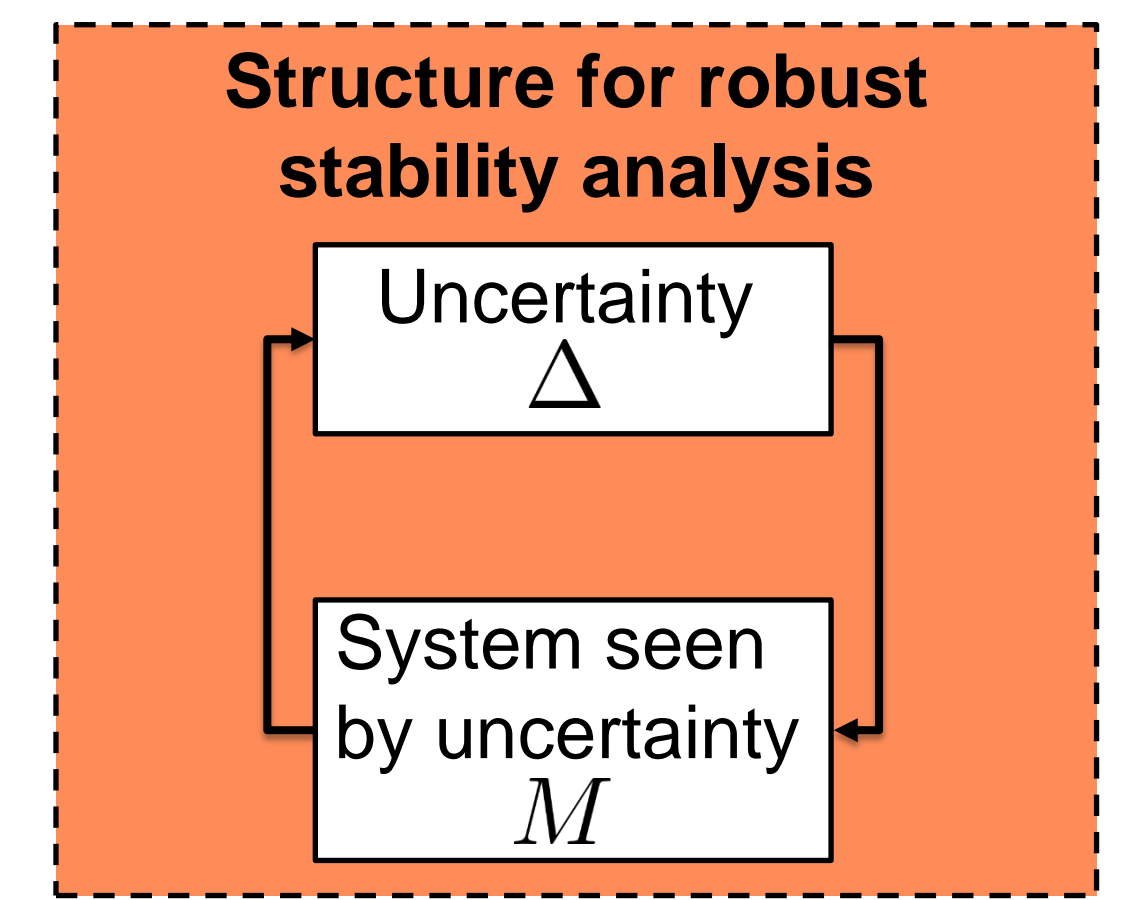 Structure for robust
stability analysis
Uncertainty
Δ
System seen
by uncertainty
M